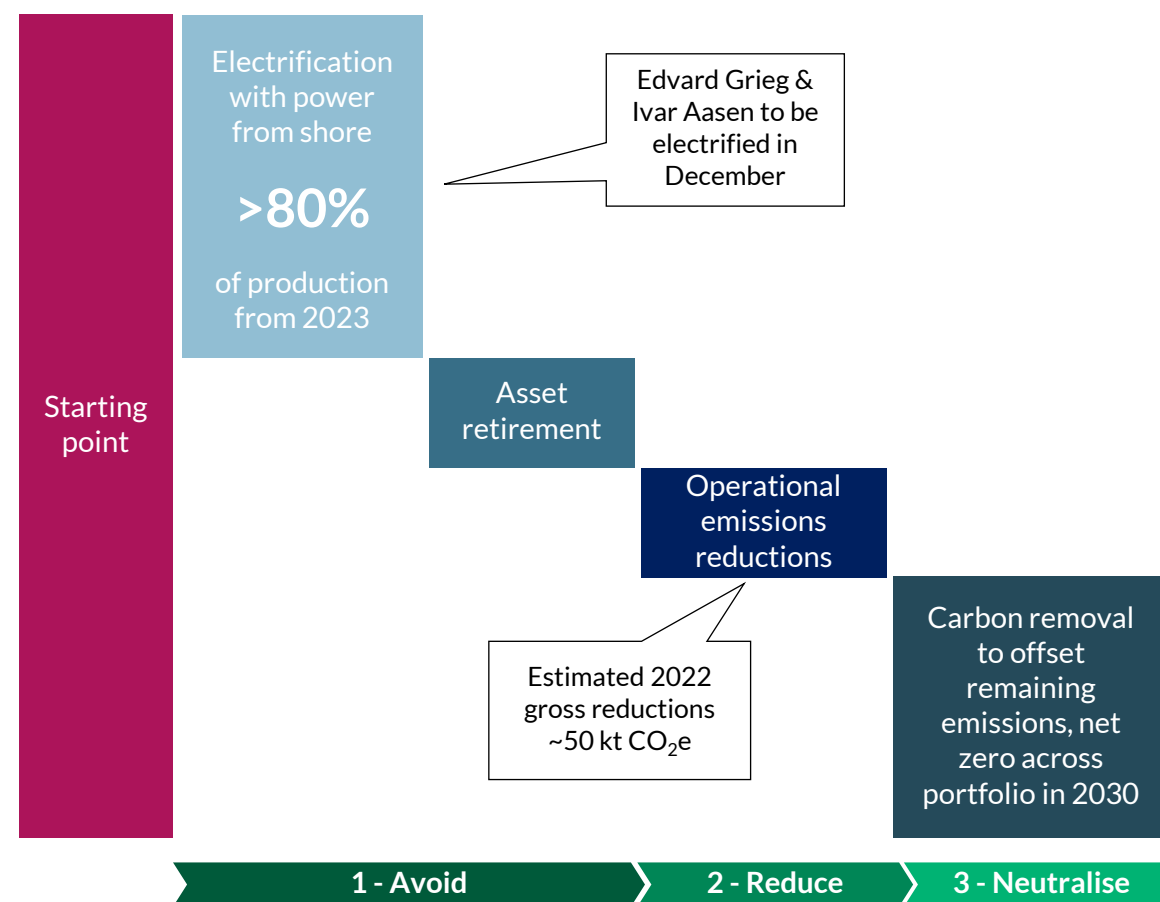 Starting
point
Electrification
with power
from shore
>80%
of production
from 2023
Edvard Grieg &
Ivar Aasen to be
electrified in
December
Asset
retirement
Operational
emissions
reductions
Estimated 2022
gross reductions
~50 kt CO₂e
Carbon removal
to offset
remaining
emissions, net
zero across
portfolio in 2030
1 - Avoid
2 - Reduce
3 - Neutralise